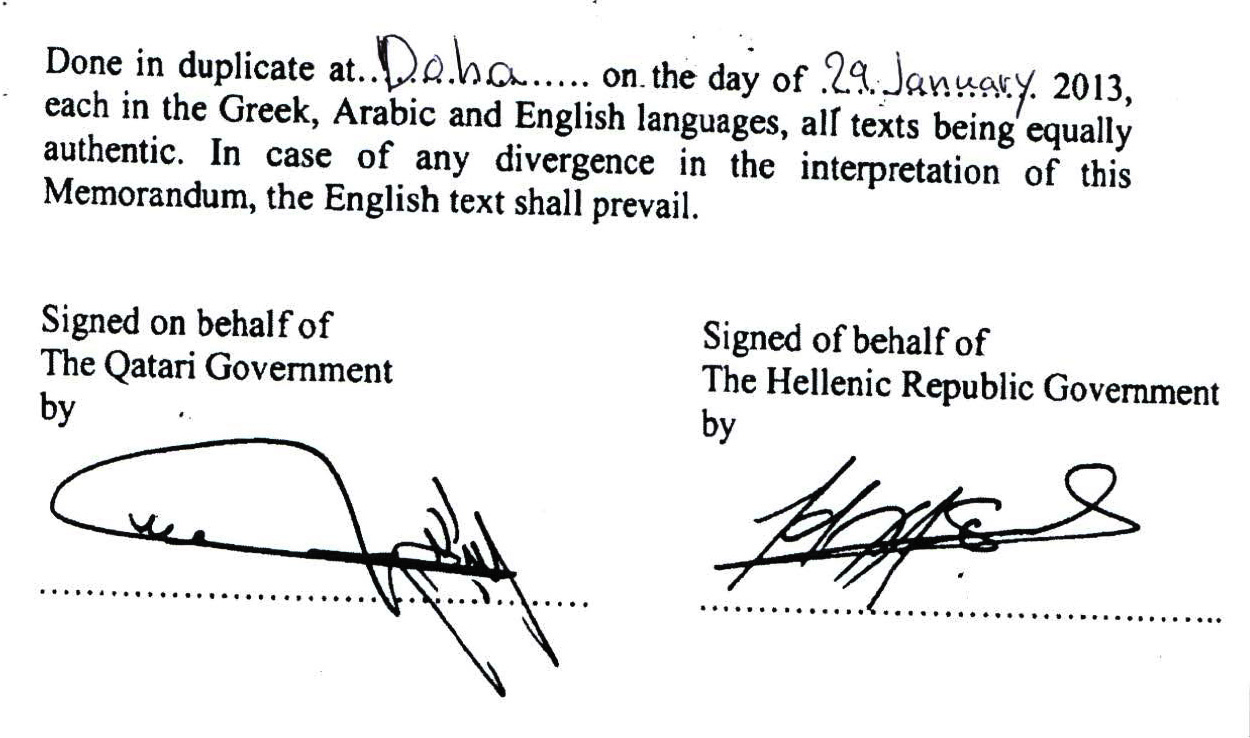 Done in duplicate at..Doha...... on the day of .29. January. 2013,
each in the Greek, Arabic and English languages, all texts being equally
authentic. In case of any divergence in the interpretation of this
Memorandum, the English text shall prevail.
Signed on behalf of
The Qatari Government
by
Signed of behalf of
The Hellenic Republic Government
by